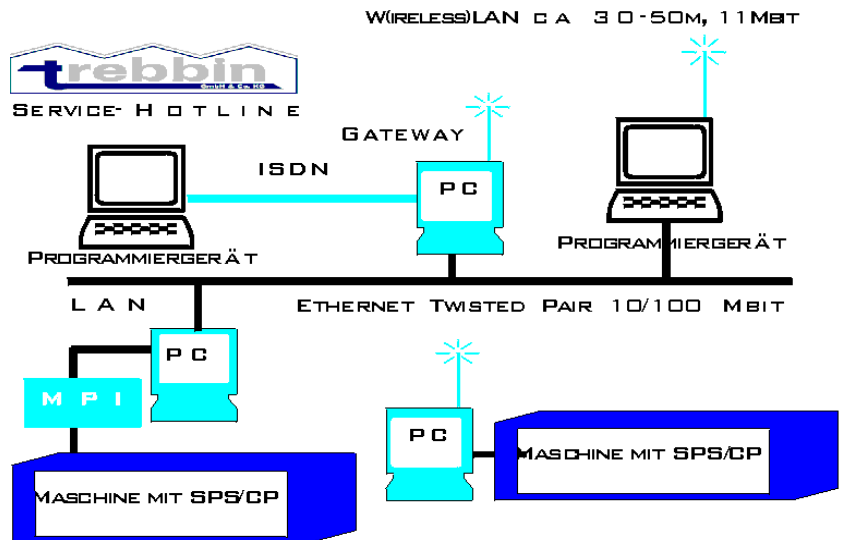 W(IRELESS)LAN CA 30-50M, 11MBIT
trebbin
GmbH & Co. KG
SERVICE-HOTLINE
GATEWAY
ISDN
PC
PROGRAMMIERGERÄT
PROGRAMMIERGERÄT
LAN
ETHERNET TWISTED PAIR 10/100 MBIT
PC
MPI
PC
MASCHINE MIT SPS/CP
MASCHINE MIT SPS/CP